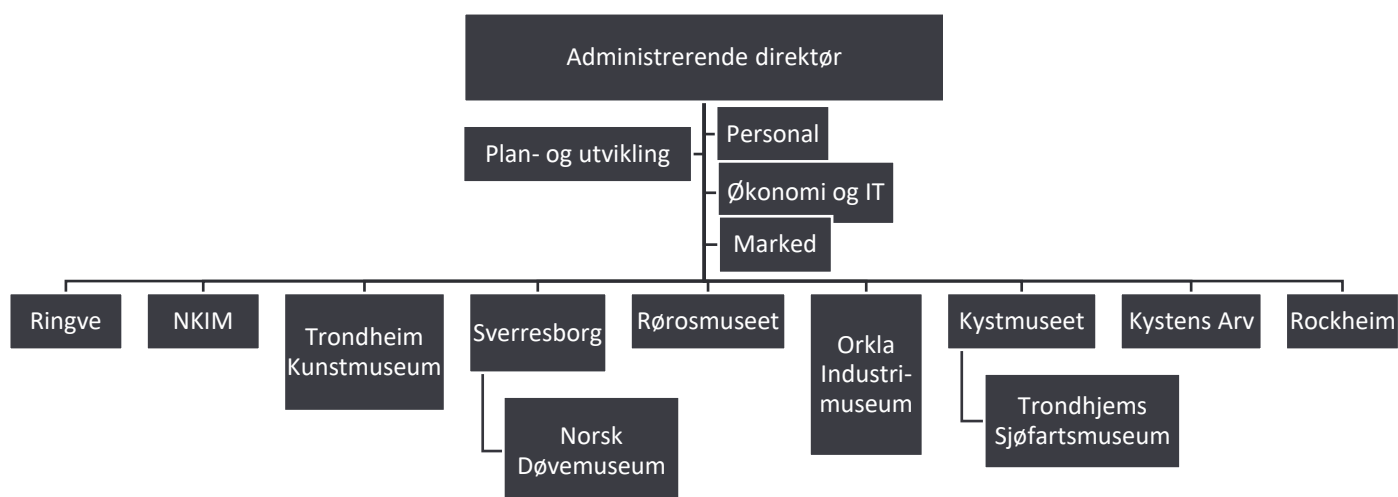 Administrerende direktør
Personal
Plan- og utvikling
Økonomi og IT
Marked
Ringve
NKIM
Trondheim
Kunstmuseum
Sverresborg
Rørosmuseet
Orkla
Industri-
museum
Kystmuseet
Kystens Arv
Rockheim
Norsk
Døvemuseum
Trondhjems
Sjøfartsmuseum